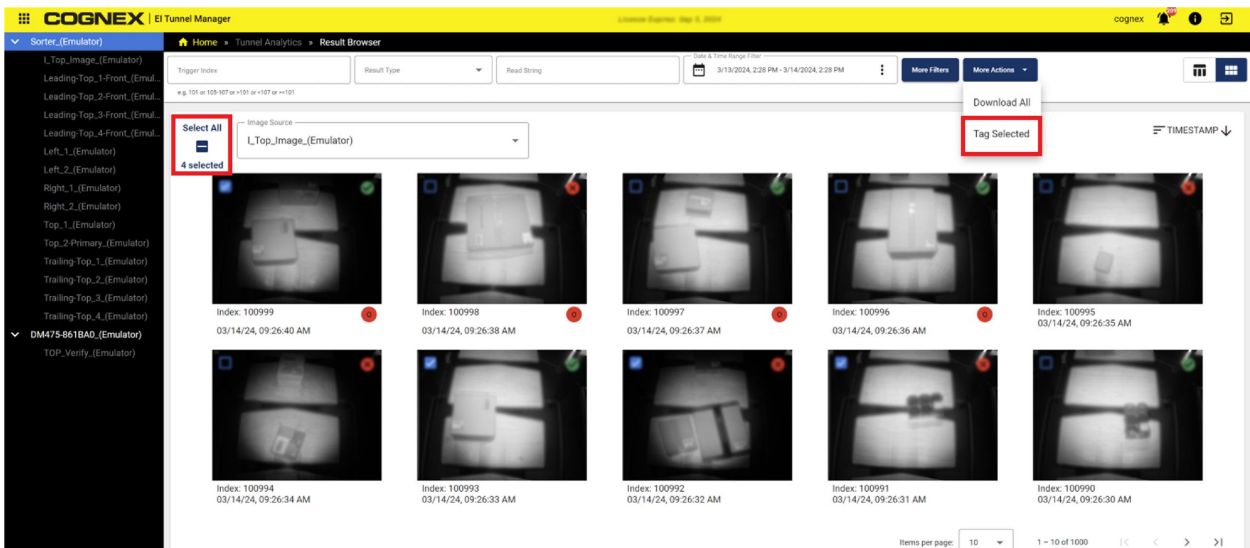 COGNEX | EI Tunnel Manager
License Expires: Sep 5, 2024
cognex
Sorter_(Emulator)
Home » Tunnel Analytics » Result Browser
I_Top_Image_(Emulator)
Leading-Top_1-Front_(Emul...
Leading-Top_2-Front_(Emul...
Leading-Top_3-Front_(Emul...
Leading-Top_4-Front_(Emul...
Left_1_(Emulator)
Left_2_(Emulator)
Right_1_(Emulator)
Right_2_(Emulator)
Top_1_(Emulator)
Top_2-Primary_(Emulator)
Trailing-Top_1_(Emulator)
Trailing-Top_2_(Emulator)
Trailing-Top_3_(Emulator)
Trailing-Top_4_(Emulator)
DM475-861BA0_(Emulator)
TOP_Verify_(Emulator)
Trigger Index
Result Type
Read String
Date & Time Range Filter
3/13/2024, 2:28 PM - 3/14/2024, 2:28 PM
More Filters
More Actions
e.g. 101 or 105-107 or >101 or <107 or >=101
Download All
Tag Selected
Select All
4 selected
Image Source
I_Top_Image_(Emulator)
TIMESTAMP
Index: 100999
03/14/24, 09:26:40 AM
Index: 100998
03/14/24, 09:26:38 AM
Index: 100997
03/14/24, 09:26:37 AM
Index: 100996
03/14/24, 09:26:36 AM
Index: 100995
03/14/24, 09:26:35 AM
Index: 100994
03/14/24, 09:26:34 AM
Index: 100993
03/14/24, 09:26:33 AM
Index: 100992
03/14/24, 09:26:32 AM
Index: 100991
03/14/24, 09:26:31 AM
Index: 100990
03/14/24, 09:26:30 AM
Items per page: 10
1 – 10 of 1000